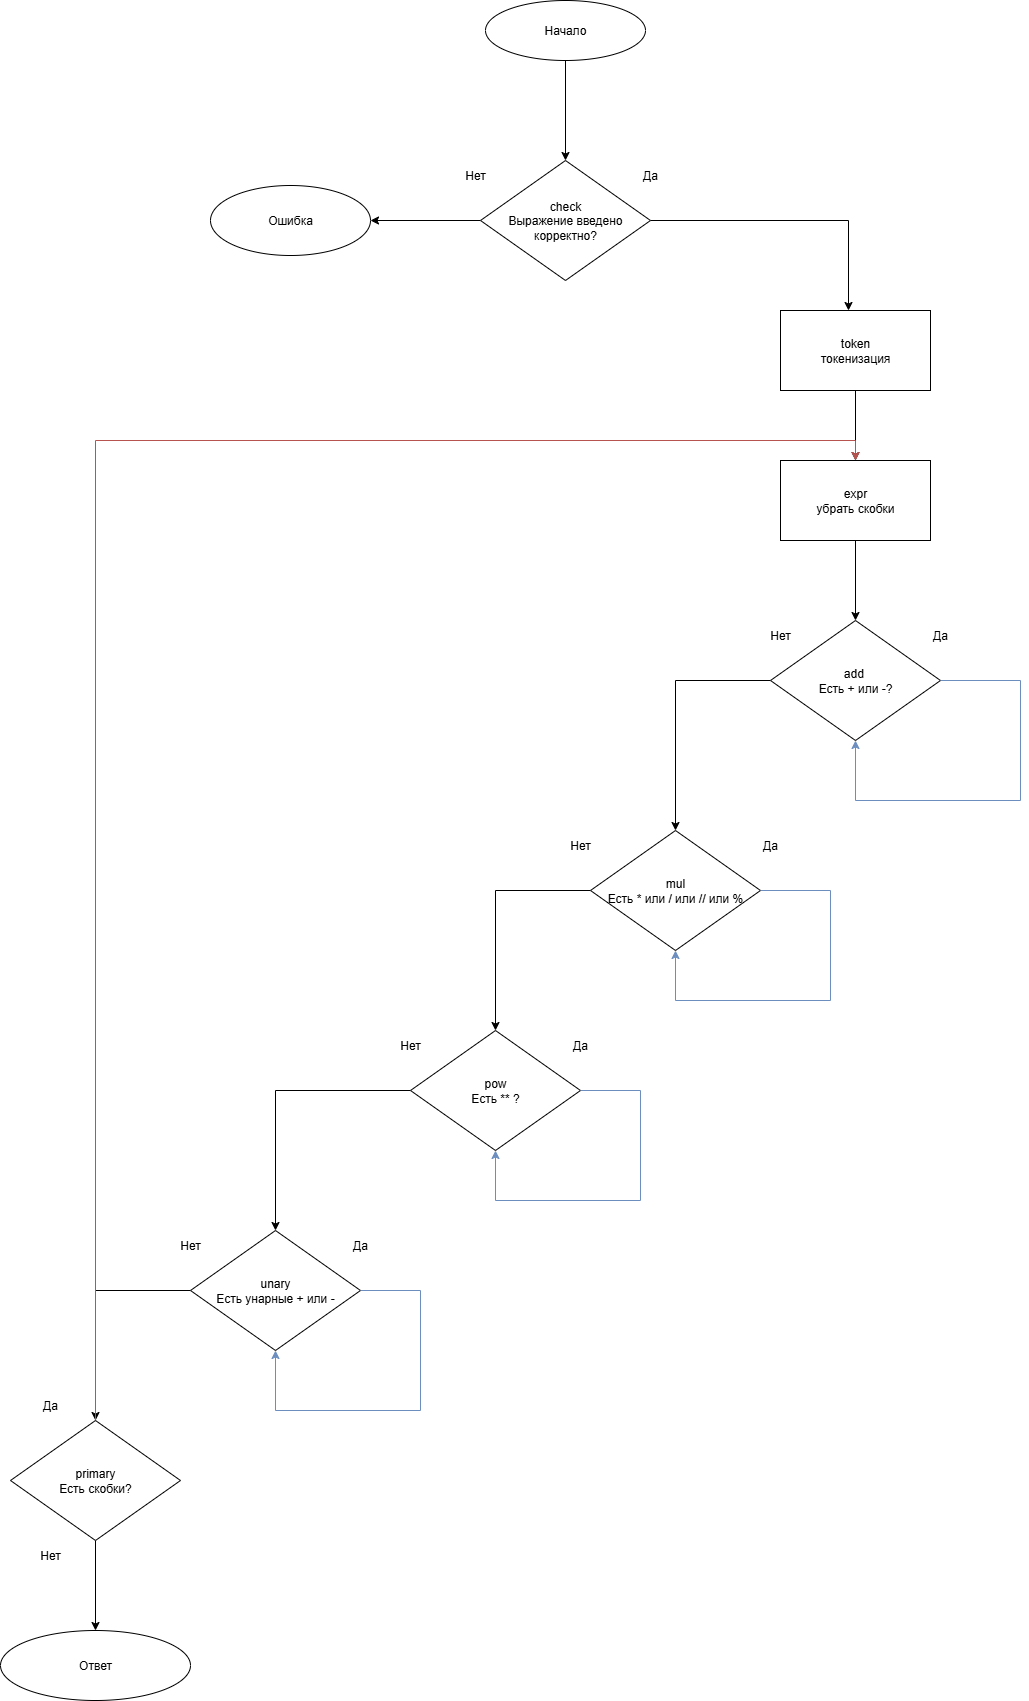 Начало
Нет
Да
check
Выражение введено
корректно?
Ошибка
token
токенизация
expr
убрать скобки
Нет
Да
add
Есть + или -?
Нет
Да
mul
Есть * или / или // или %
Нет
Да
pow
Есть ** ?
Нет
Да
unary
Есть унарные + или -
Да
primary
Есть скобки?
Нет
Ответ